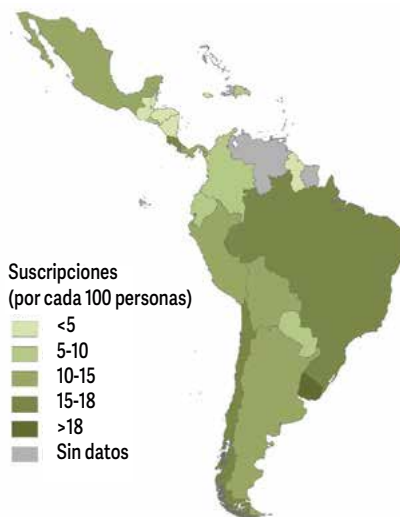 Suscripciones
(por cada 100 personas)
<5
5-10
10-15
15-18
>18
Sin datos